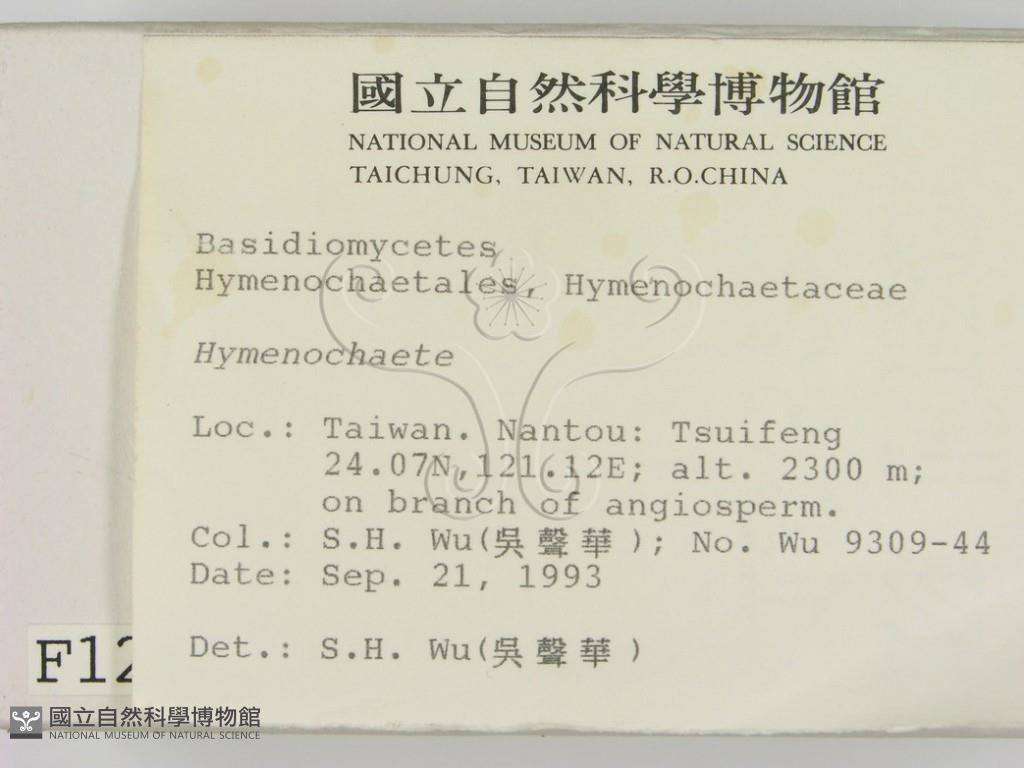 國立自然科學博物館
NATIONAL MUSEUM OF NATURAL SCIENCE
TAICHUNG, TAIWAN, R.O.CHINA
Basidiomycetes
Hymenochaetales, Hymenochaetaceae
Hymenochaete
Loc.: Taiwan. Nantou: Tsuifeng
24.07N,121.12E; alt. 2300 m;
on branch of angiosperm.
Col.: S.H. Wu(吳聲華); No. Wu 9309-44
Date: Sep. 21, 1993
Det.: S.H. Wu(吳聲華)
F12
國立自然科學博物館
NATIONAL MUSEUM OF NATURAL SCIENCE